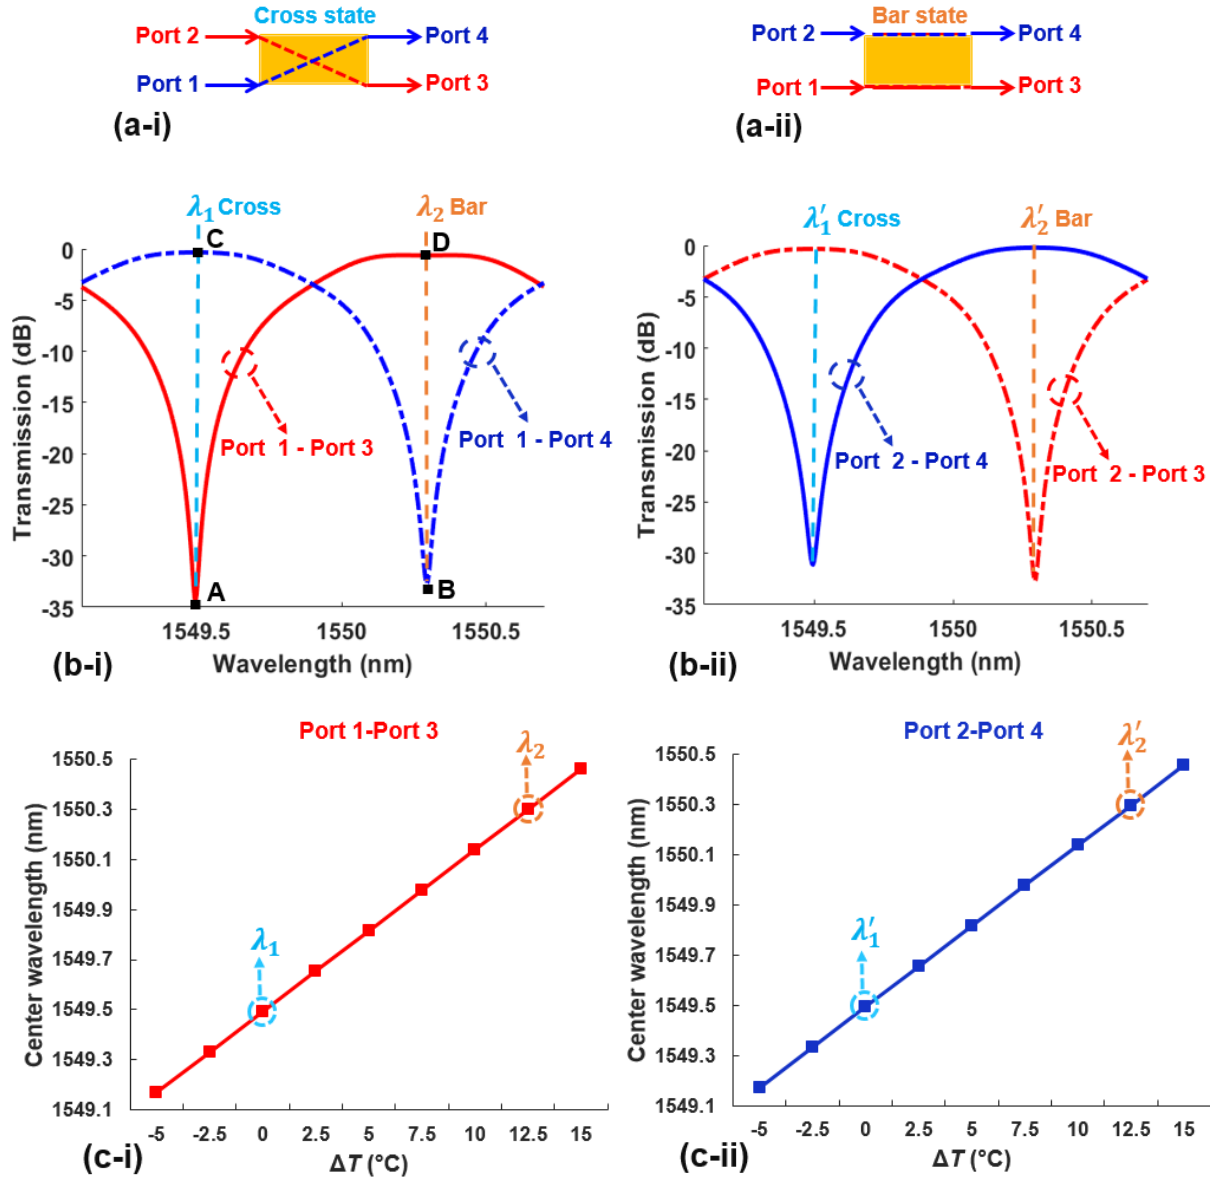 Cross state
Port 2
Port 4
Port 1
Port 3
(a-i)
Bar state
Port 2
Port 4
Port 1
Port 3
(a-ii)
λ₁ Cross
λ₂ Bar
C
D
0
-5
-10
-15
-20
-25
-30
-35
Transmission (dB)
Port 1 - Port 3
Port 1 - Port 4
A
B
1549.5
1550
1550.5
Wavelength (nm)
(b-i)
λ′₁ Cross
λ′₂ Bar
0
-5
-10
-15
-20
-25
-30
-35
Transmission (dB)
Port 2 - Port 4
Port 2 - Port 3
1549.5
1550
1550.5
Wavelength (nm)
(b-ii)
Port 1-Port 3
λ₂
λ₁
1550.5
1550.3
1550.1
1549.9
1549.7
1549.5
1549.3
1549.1
Center wavelength (nm)
-5
-2.5
0
2.5
5
7.5
10
12.5
15
ΔT (°C)
(c-i)
Port 2-Port 4
λ′₂
λ′₁
1550.5
1550.3
1550.1
1549.9
1549.7
1549.5
1549.3
1549.1
Center wavelength (nm)
-5
-2.5
0
2.5
5
7.5
10
12.5
15
ΔT (°C)
(c-ii)